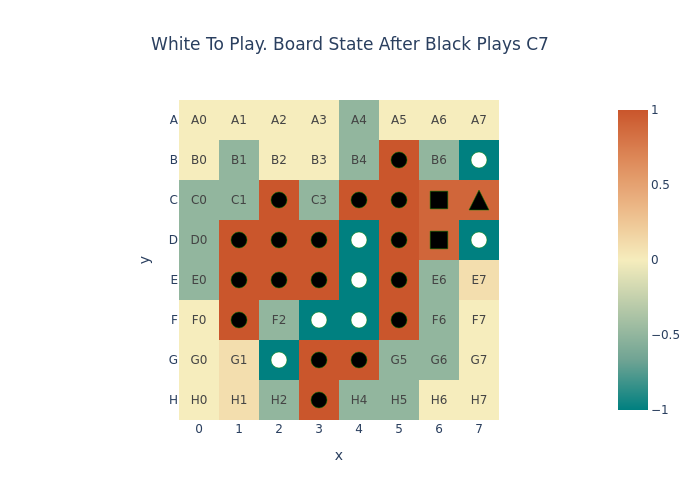 White To Play. Board State After Black Plays C7
A A0 A1 A2 A3 A4 A5 A6 A7
B B0 B1 B2 B3 B4 B6
C C0 C1 C3
D D0
E E0 E6 E7
F F0 F2 F6 F7
G G0 G1 G5 G6 G7
H H0 H1 H2 H4 H5 H6 H7
0 1 2 3 4 5 6 7
x
y
1
0.5
0
−0.5
−1